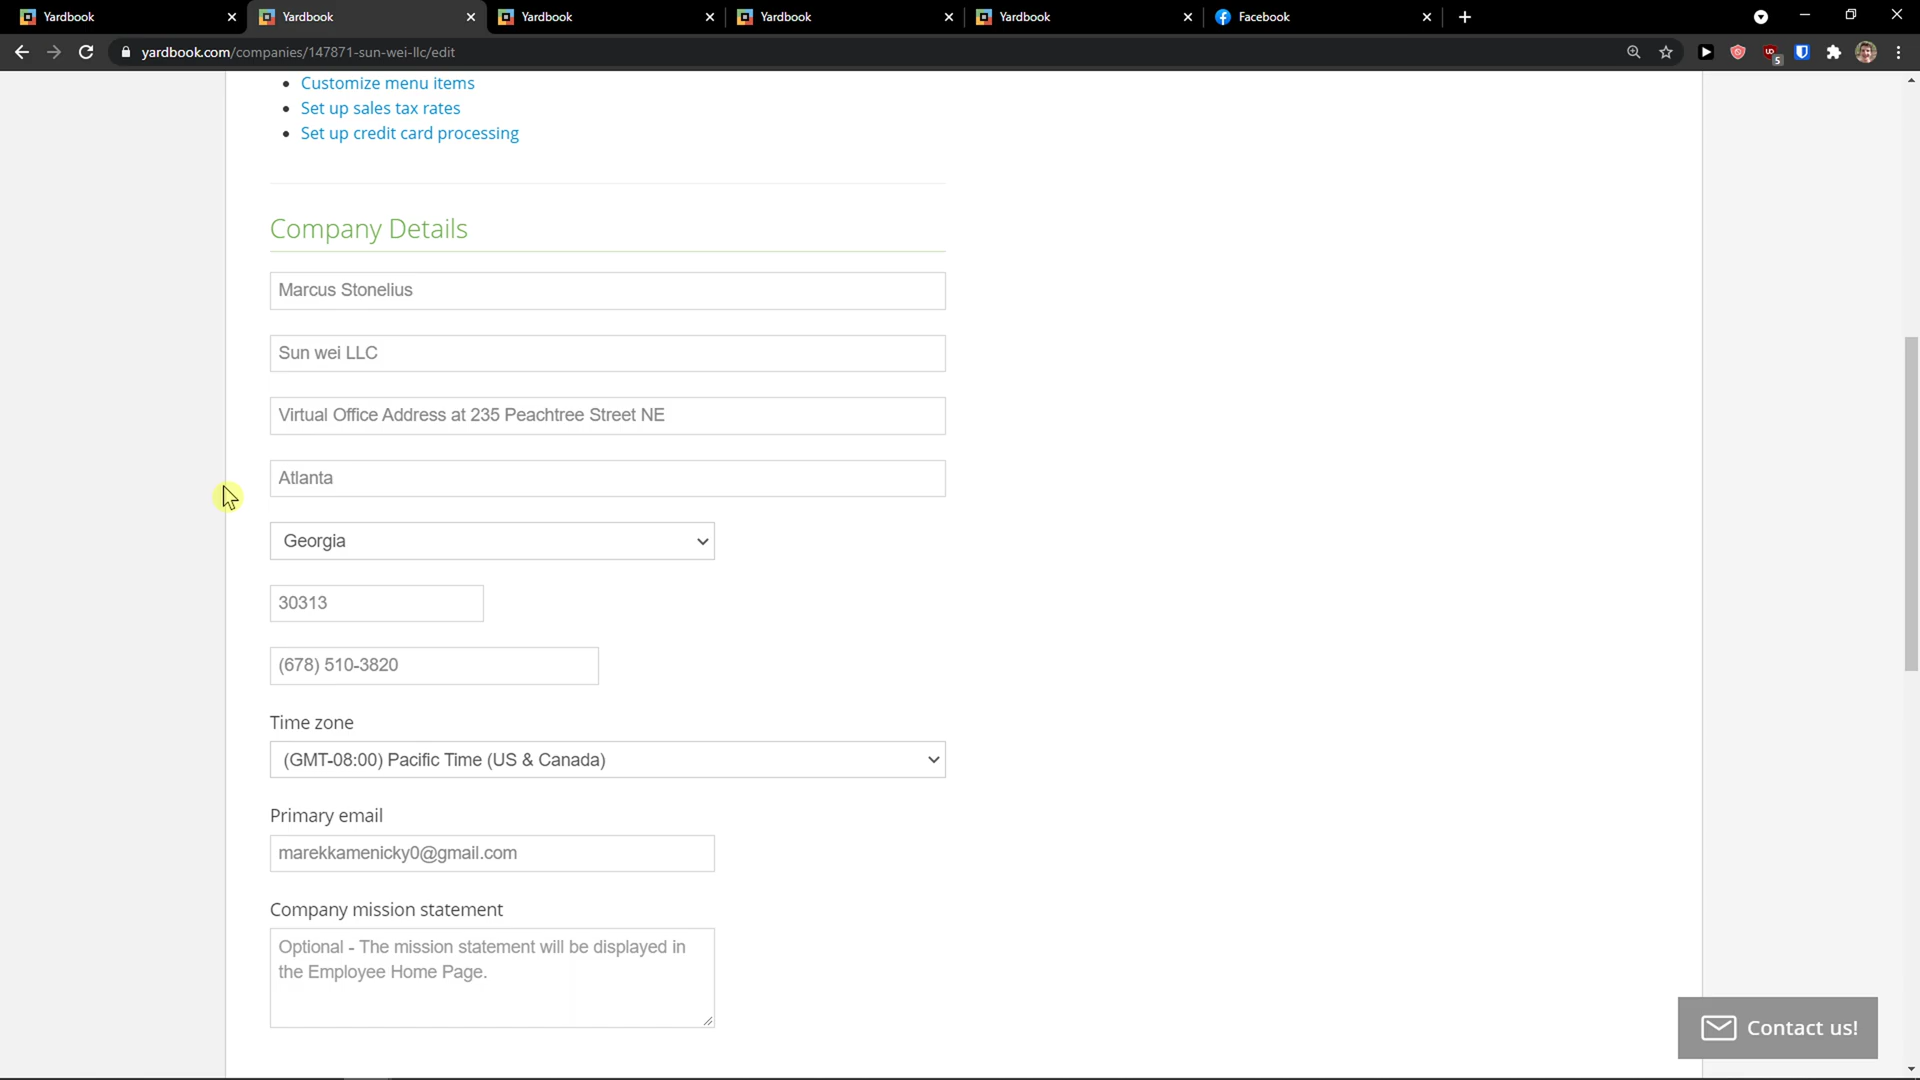 Yardbook
Yardbook
Yardbook
Yardbook
Yardbook
Facebook
yardbook.com/companies/147871-sun-wei-llc/edit
5
Customize menu items
Set up sales tax rates
Set up credit card processing
Company Details
Marcus Stonelius
Sun wei LLC
Virtual Office Address at 235 Peachtree Street NE
Atlanta
Georgia
30313
(678) 510-3820
Time zone
(GMT-08:00) Pacific Time (US & Canada)
Primary email
marekkamenicky0@gmail.com
Company mission statement
Optional - The mission statement will be displayed in
the Employee Home Page.
Contact us!